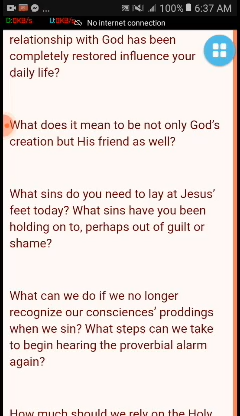 0:0KB/s U:0KB/s No internet connection 100% 6:37 AM
relationship with God has been
completely restored influence your
daily life?
What does it mean to be not only God's
creation but His friend as well?
What sins do you need to lay at Jesus'
feet today? What sins have you been
holding on to, perhaps out of guilt or
shame?
What can we do if we no longer
recognize our consciences' proddings
when we sin? What steps can we take
to begin hearing the proverbial alarm
again?
How much should we rely on the Holy